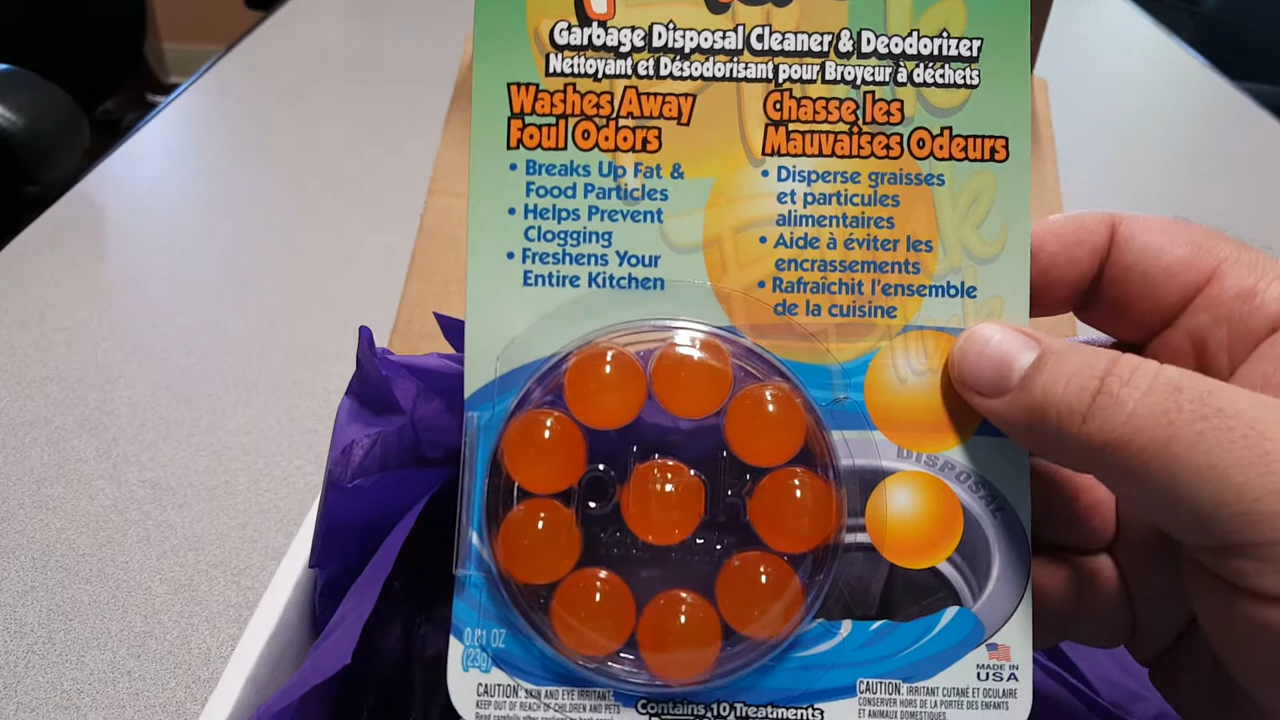 Garbage Disposal Cleaner & Deodorizer
Nettoyant et Désodorisant pour Broyeur à déchets
Washes Away
Foul Odors
• Breaks Up Fat &
Food Particles
• Helps Prevent
Clogging
• Freshens Your
Entire Kitchen
Chasse les
Mauvaises Odeurs
• Disperse graisses
et particules
alimentaires
• Aide à éviter les
encrassements
• Rafraîchit l'ensemble
de la cuisine
DISPOSAL
0.81 OZ
(23g)
MADE IN
USA
CAUTION: SKIN AND EYE IRRITANT:
KEEP OUT OF REACH OF CHILDREN AND PETS
Contains 10 Treatments
CAUTION: IRRITANT CUTANÉ ET OCULAIRE
CONSERVER HORS DE LA PORTÉE DES ENFANTS
ET ANIMAUX DOMESTIQUES